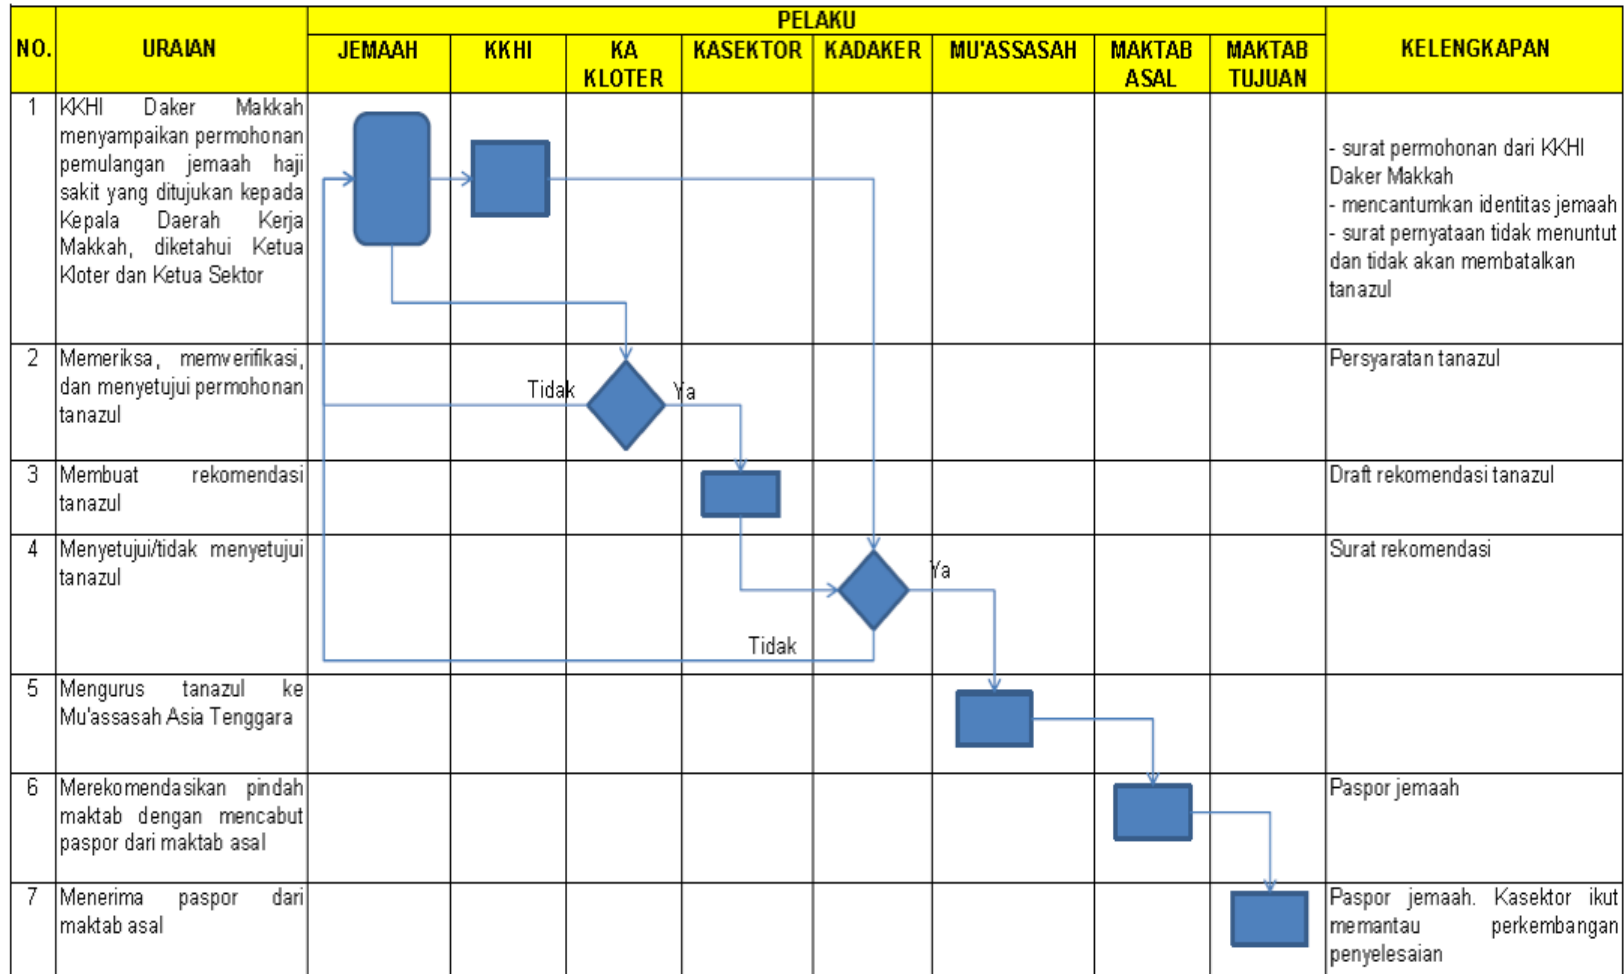 PELAKU
NO.
URAIAN
JEMAAH
KKHI
KA
KLOTER
KASEKTOR
KADAKER
MU'ASSASAH
MAKTAB
ASAL
MAKTAB
TUJUAN
KELENGKAPAN
1
KKHI Daker Makkah
menyampaikan permohonan
pemulangan jemaah haji
sakit yang ditujukan kepada
Kepala Daerah Kerja
Makkah, diketahui Ketua
Kloter dan Ketua Sektor
- surat permohonan dari KKHI
Daker Makkah
- mencantumkan identitas jemaah
- surat pernyataan tidak menuntut
dan tidak akan membatalkan
tanazul
2
Memeriksa, memverifikasi,
dan menyetujui permohonan
tanazul
Tidak
Ya
Persyaratan tanazul
3
Membuat rekomendasi
tanazul
Draft rekomendasi tanazul
4
Menyetujui/tidak menyetujui
tanazul
Ya
Tidak
Surat rekomendasi
5
Mengurus tanazul ke
Mu'assasah Asia Tenggara
6
Merekomendasikan pindah
maktab dengan mencabut
paspor dari maktab asal
Paspor jemaah
7
Menerima paspor dari
maktab asal
Paspor jemaah. Kasektor ikut
memantau perkembangan
penyelesaian